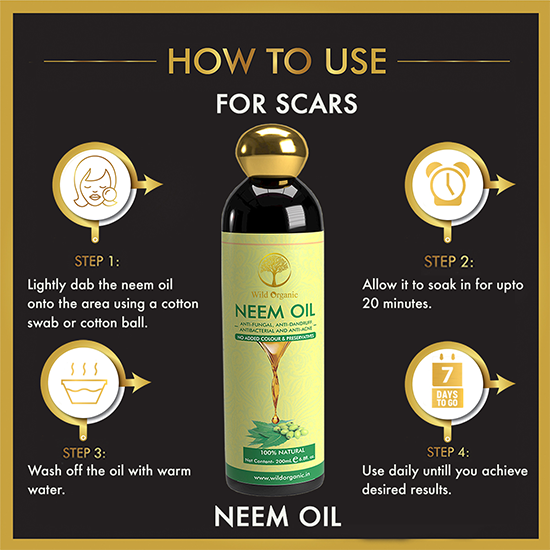 HOW TO USE
FOR SCARS
STEP 1:
Lightly dab the neem oil
onto the area using a cotton
swab or cotton ball.
STEP 2:
Allow it to soak in for upto
20 minutes.
Wild Organic
NEEM OIL
ANTI-FUNGAL, ANTI-DANDRUFF,
ANTIBACTERIAL AND ANTI-ACNE
NO ADDED COLOUR & PRESERVATIVES
100% NATURAL
Net Content- 200mL
www.wildorganic.in
STEP 3:
Wash off the oil with warm
water.
7
DAYS
TO GO
STEP 4:
Use daily untill you achieve
desired results.
NEEM OIL